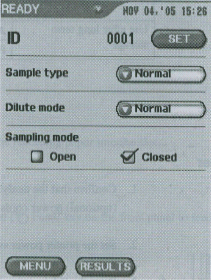 READY NOV 04,'05 15:26
ID 0001 SET
Sample type Normal
Dilute mode Normal
Sampling mode
Open Closed
MENU RESULTS